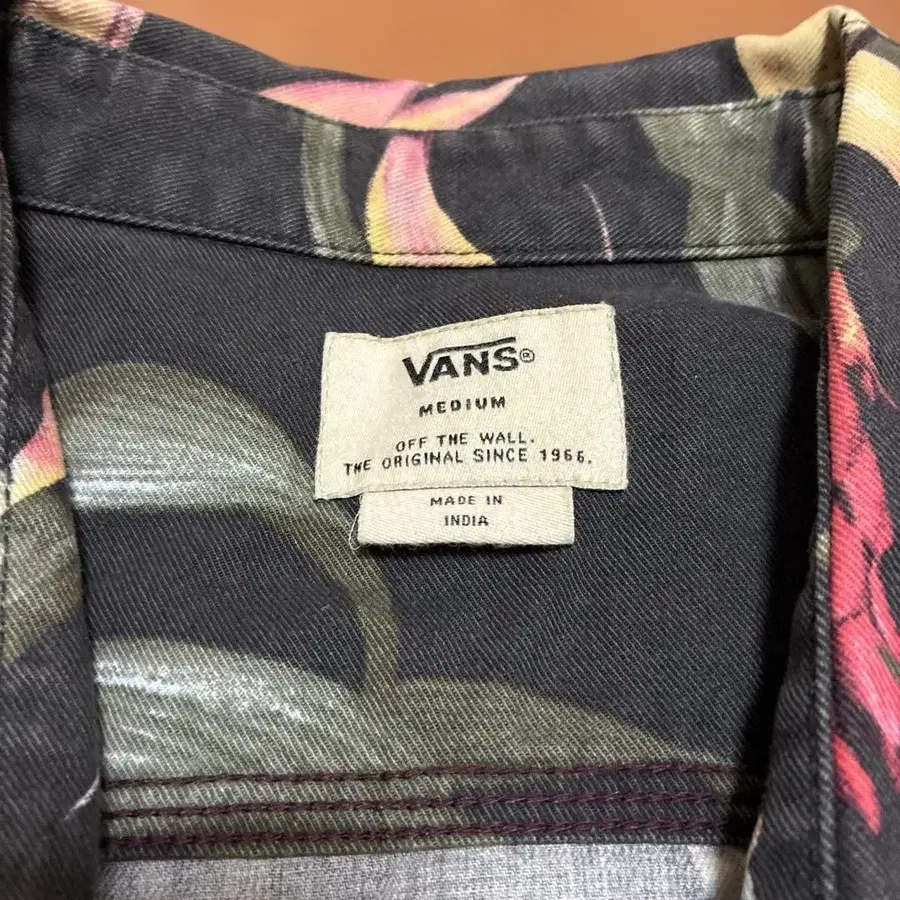 VANS®
MEDIUM
OFF THE WALL.
THE ORIGINAL SINCE 1966.
MADE IN
INDIA